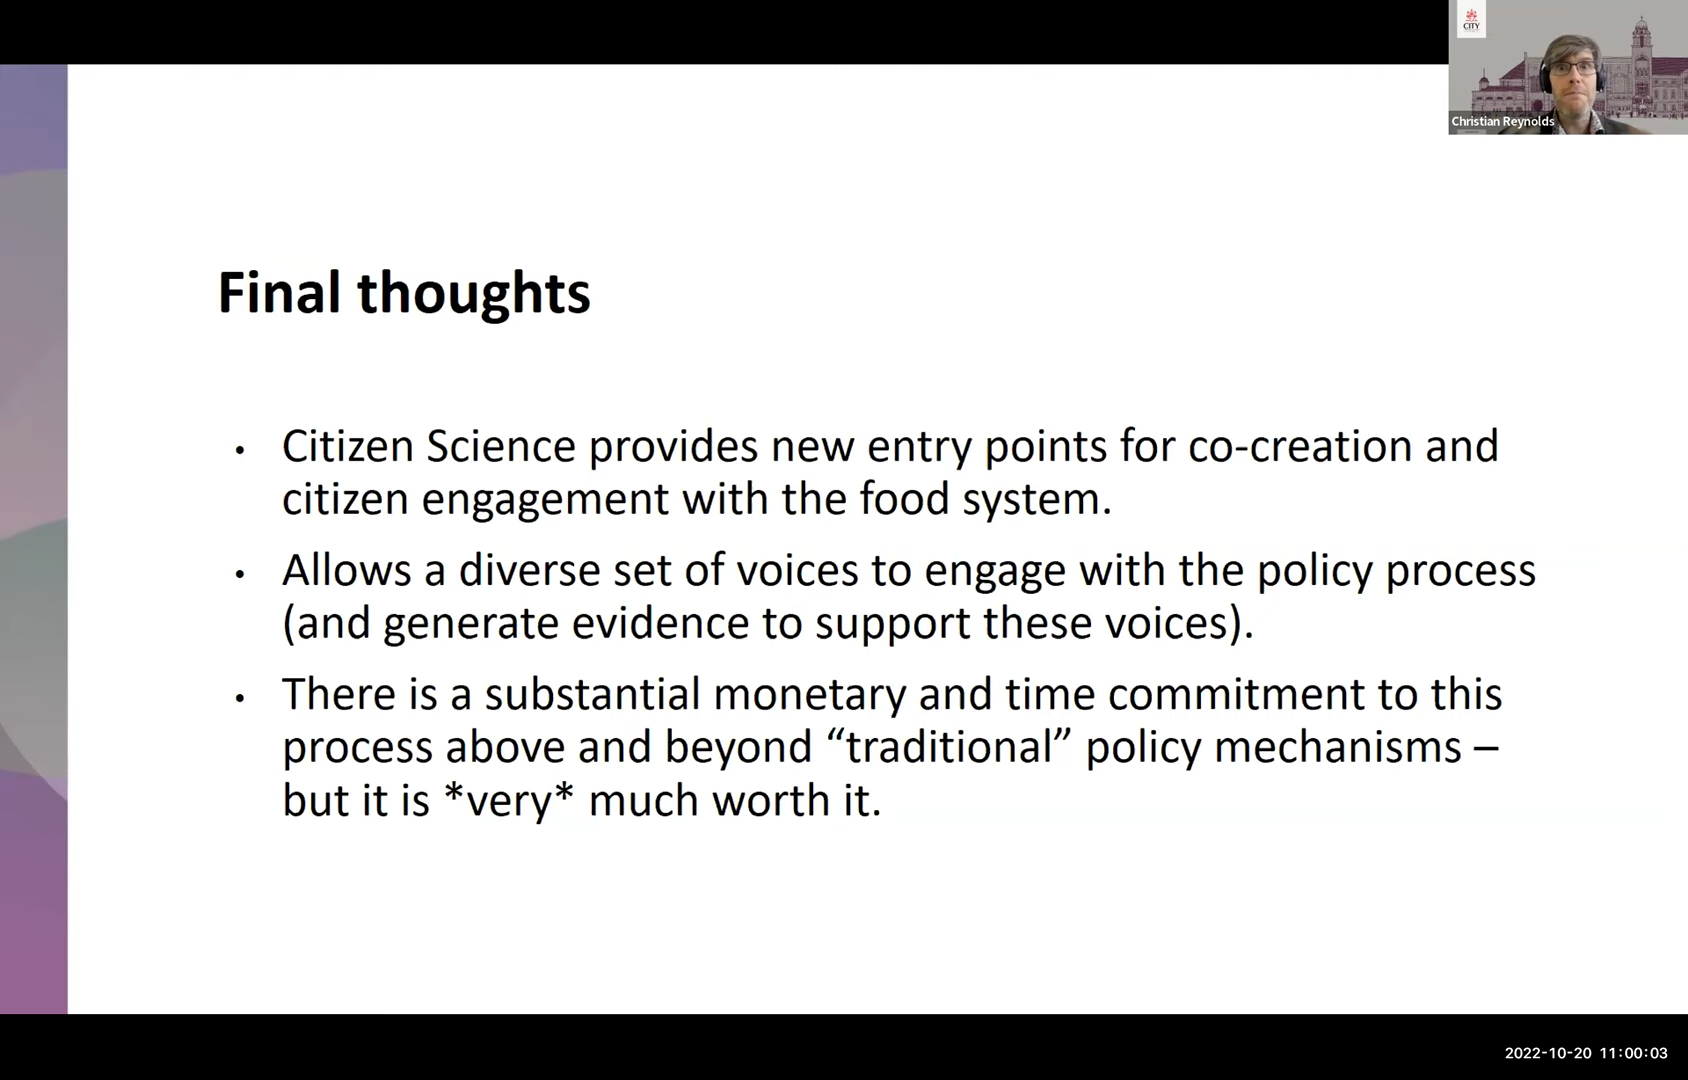 CITY
Christian Reynolds
Final thoughts
• Citizen Science provides new entry points for co-creation and
citizen engagement with the food system.
• Allows a diverse set of voices to engage with the policy process
(and generate evidence to support these voices).
• There is a substantial monetary and time commitment to this
process above and beyond “traditional” policy mechanisms –
but it is *very* much worth it.
2022-10-20 11:00:03